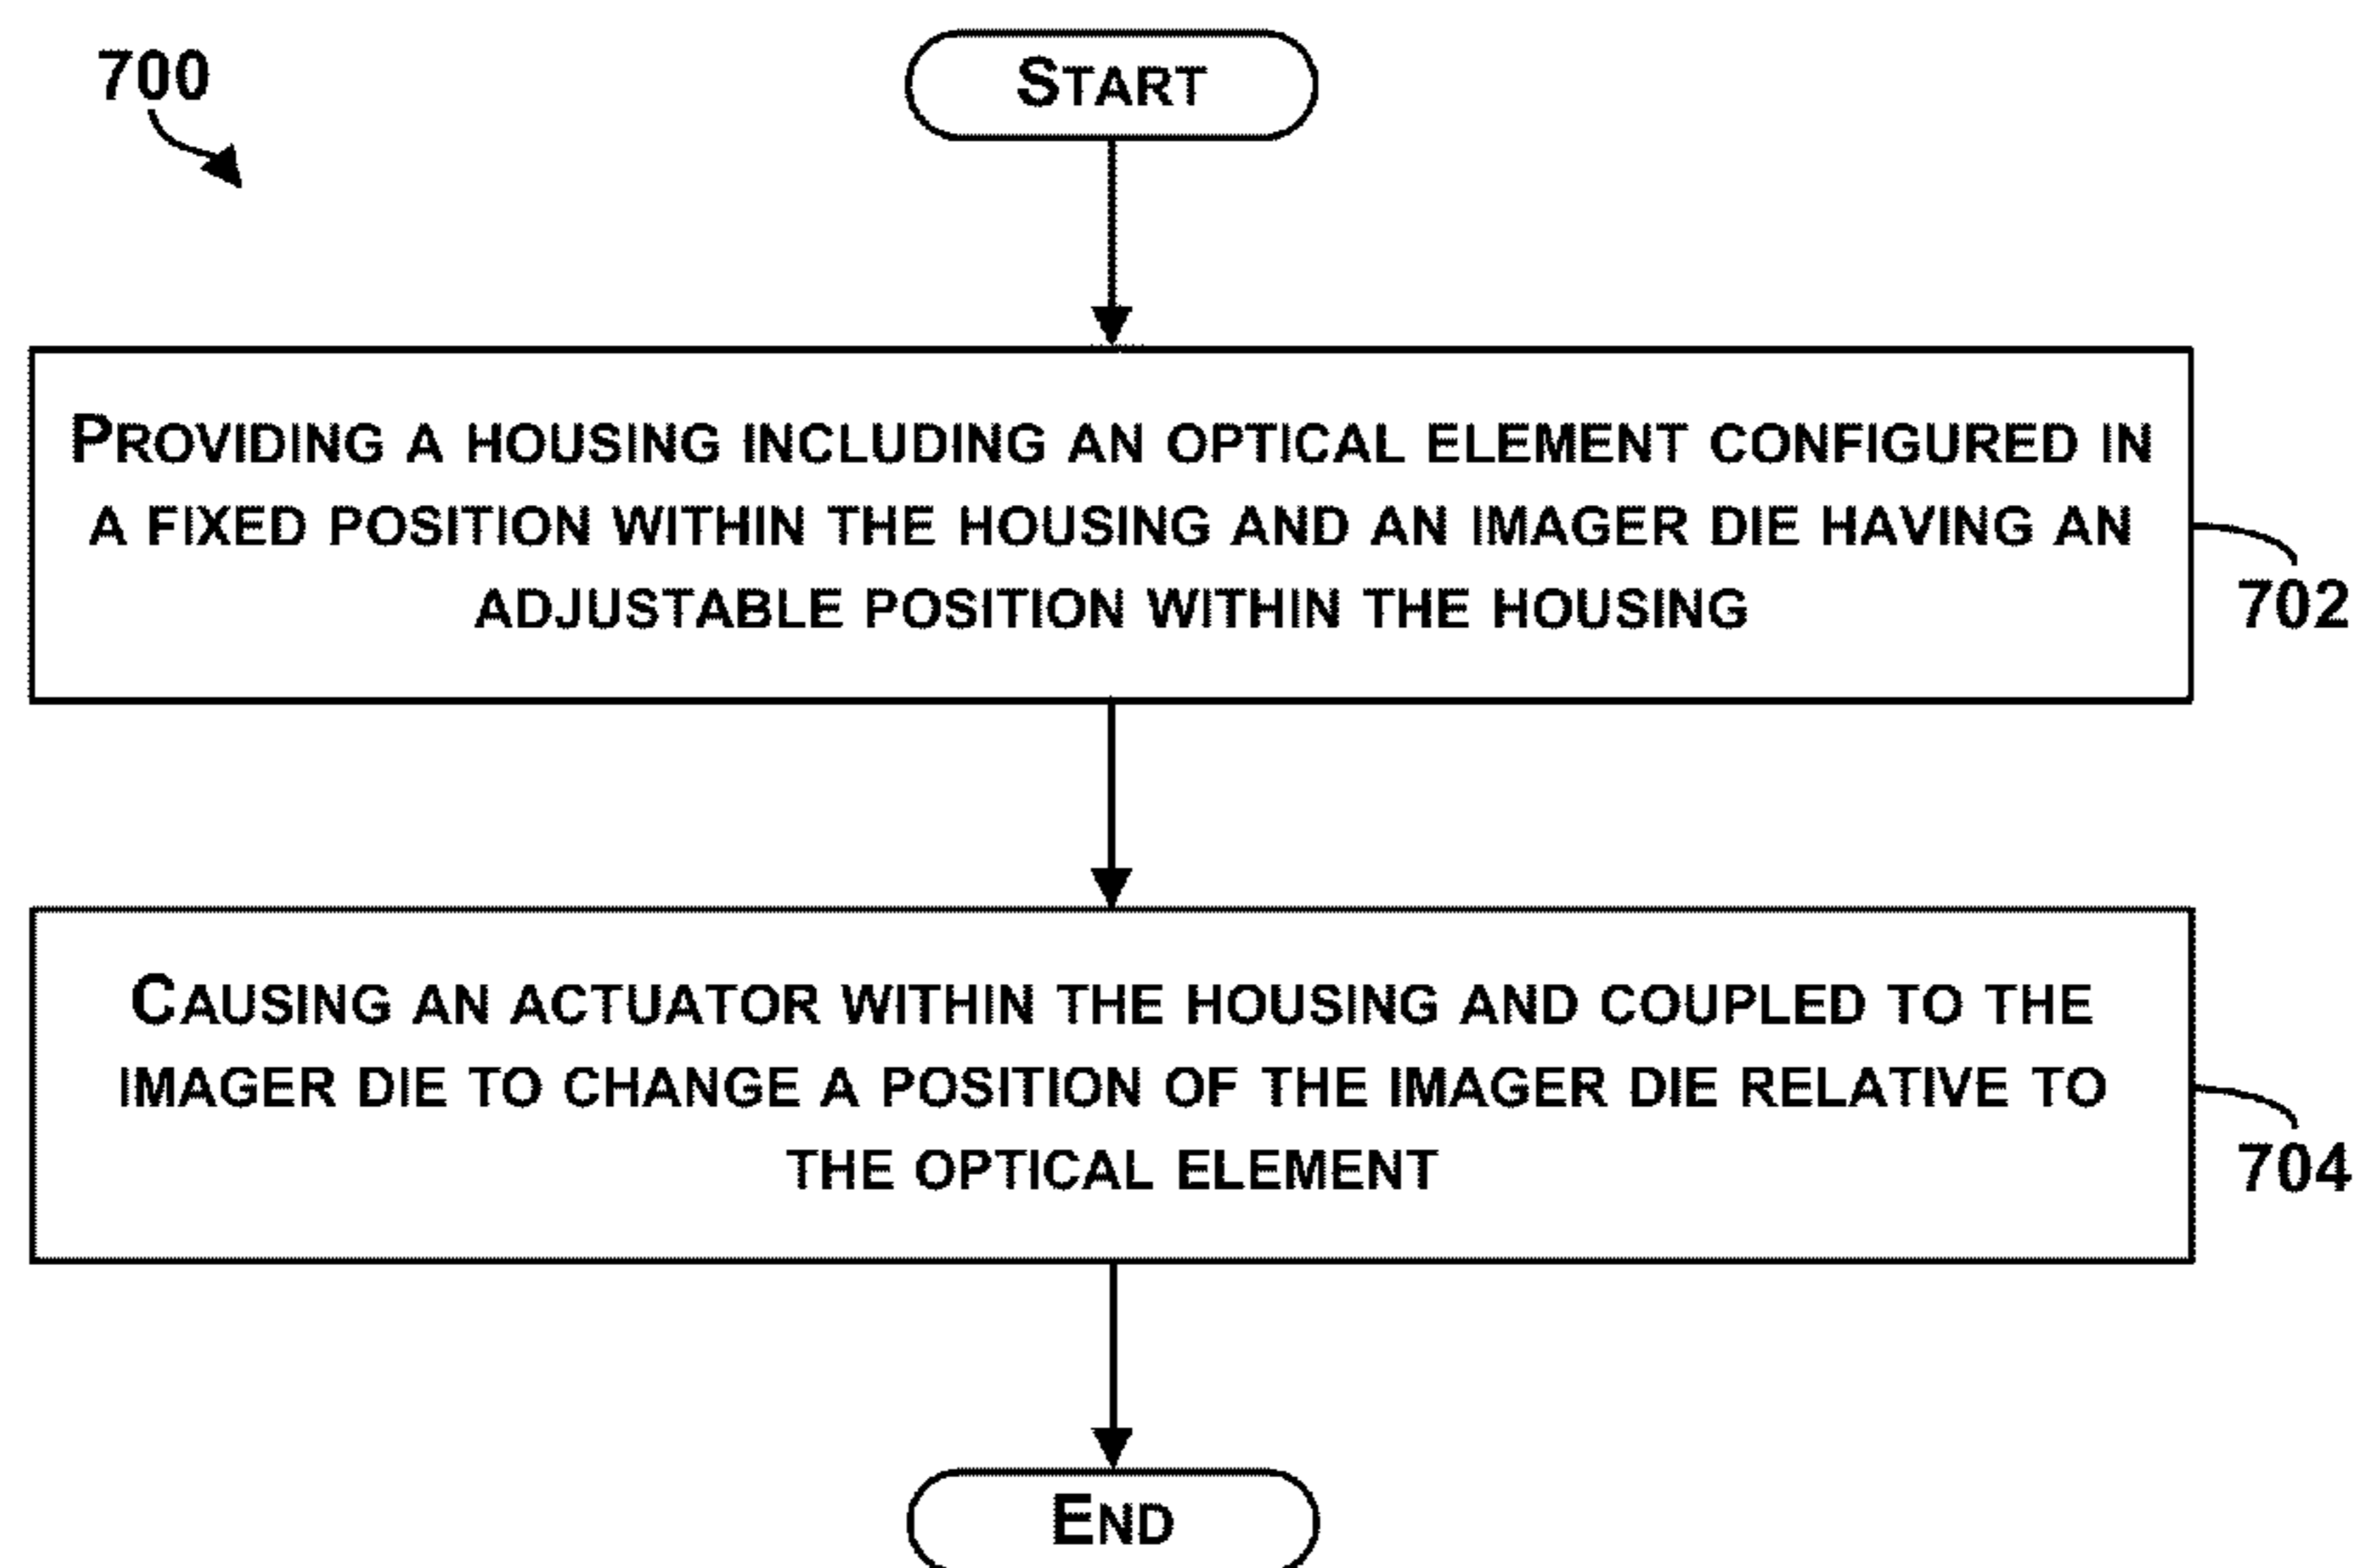 700
START
PROVIDING A HOUSING INCLUDING AN OPTICAL ELEMENT CONFIGURED IN
A FIXED POSITION WITHIN THE HOUSING AND AN IMAGER DIE HAVING AN
ADJUSTABLE POSITION WITHIN THE HOUSING
702
CAUSING AN ACTUATOR WITHIN THE HOUSING AND COUPLED TO THE
IMAGER DIE TO CHANGE A POSITION OF THE IMAGER DIE RELATIVE TO
THE OPTICAL ELEMENT
704
END